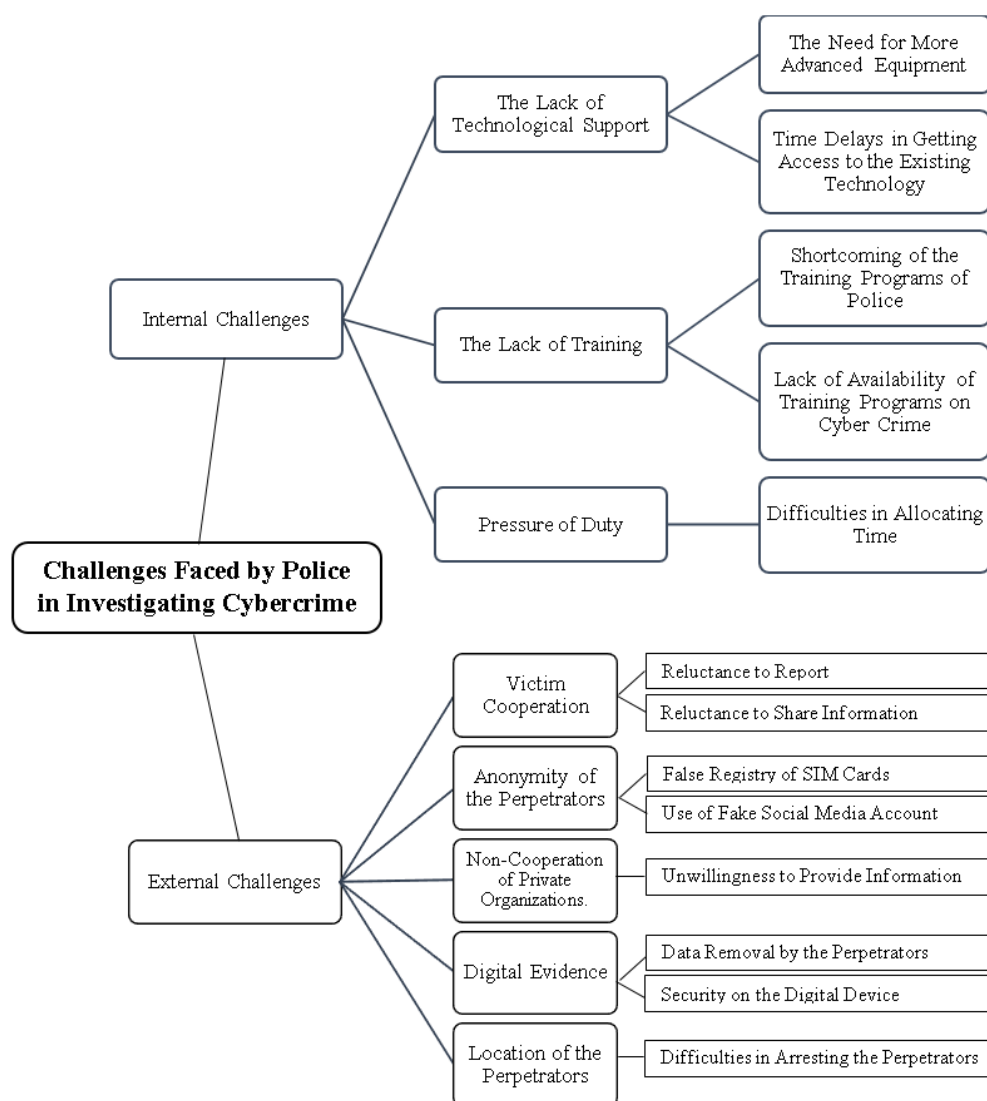 The Need for More
Advanced Equipment
The Lack of
Technological Support
Time Delays in Getting
Access to the Existing
Technology
Shortcoming of the
Training Programs of
Police
Internal Challenges
The Lack of Training
Lack of Availability of
Training Programs on
Cyber Crime
Pressure of Duty
Difficulties in Allocating
Time
Challenges Faced by Police
in Investigating Cybercrime
Victim
Cooperation
Reluctance to Report
Reluctance to Share Information
Anonymity of
the Perpetrators
False Registry of SIM Cards
Use of Fake Social Media Account
External Challenges
Non-Cooperation
of Private
Organizations.
Unwillingness to Provide Information
Digital Evidence
Data Removal by the Perpetrators
Security on the Digital Device
Location of the
Perpetrators
Difficulties in Arresting the Perpetrators